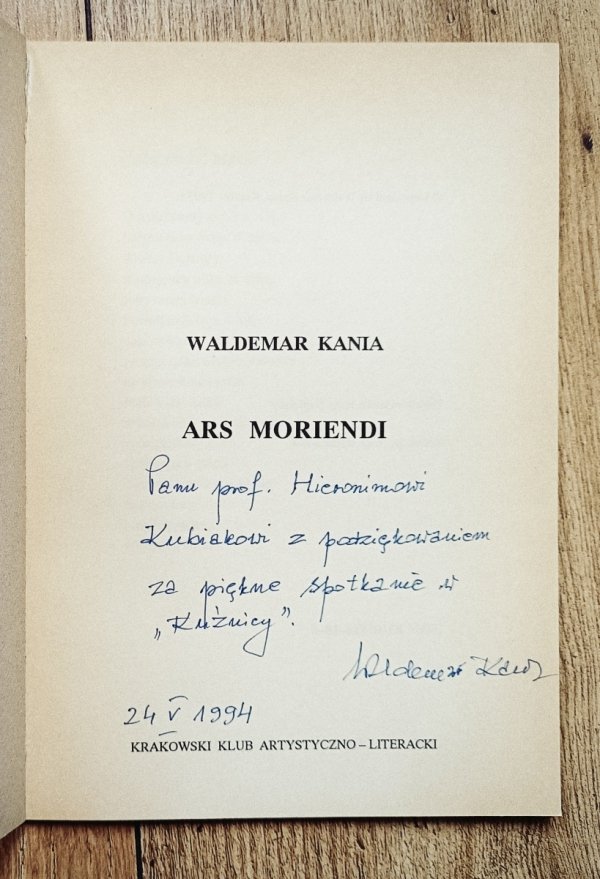 WALDEMAR KANIA
ARS MORIENDI
Panu prof. Hieronimowi
Kubiakowi z podziękowaniem
za piękne spotkanie w
„Kuźnicy”.
Waldemar Kania
24 V 1994
KRAKOWSKI KLUB ARTYSTYCZNO – LITERACKI